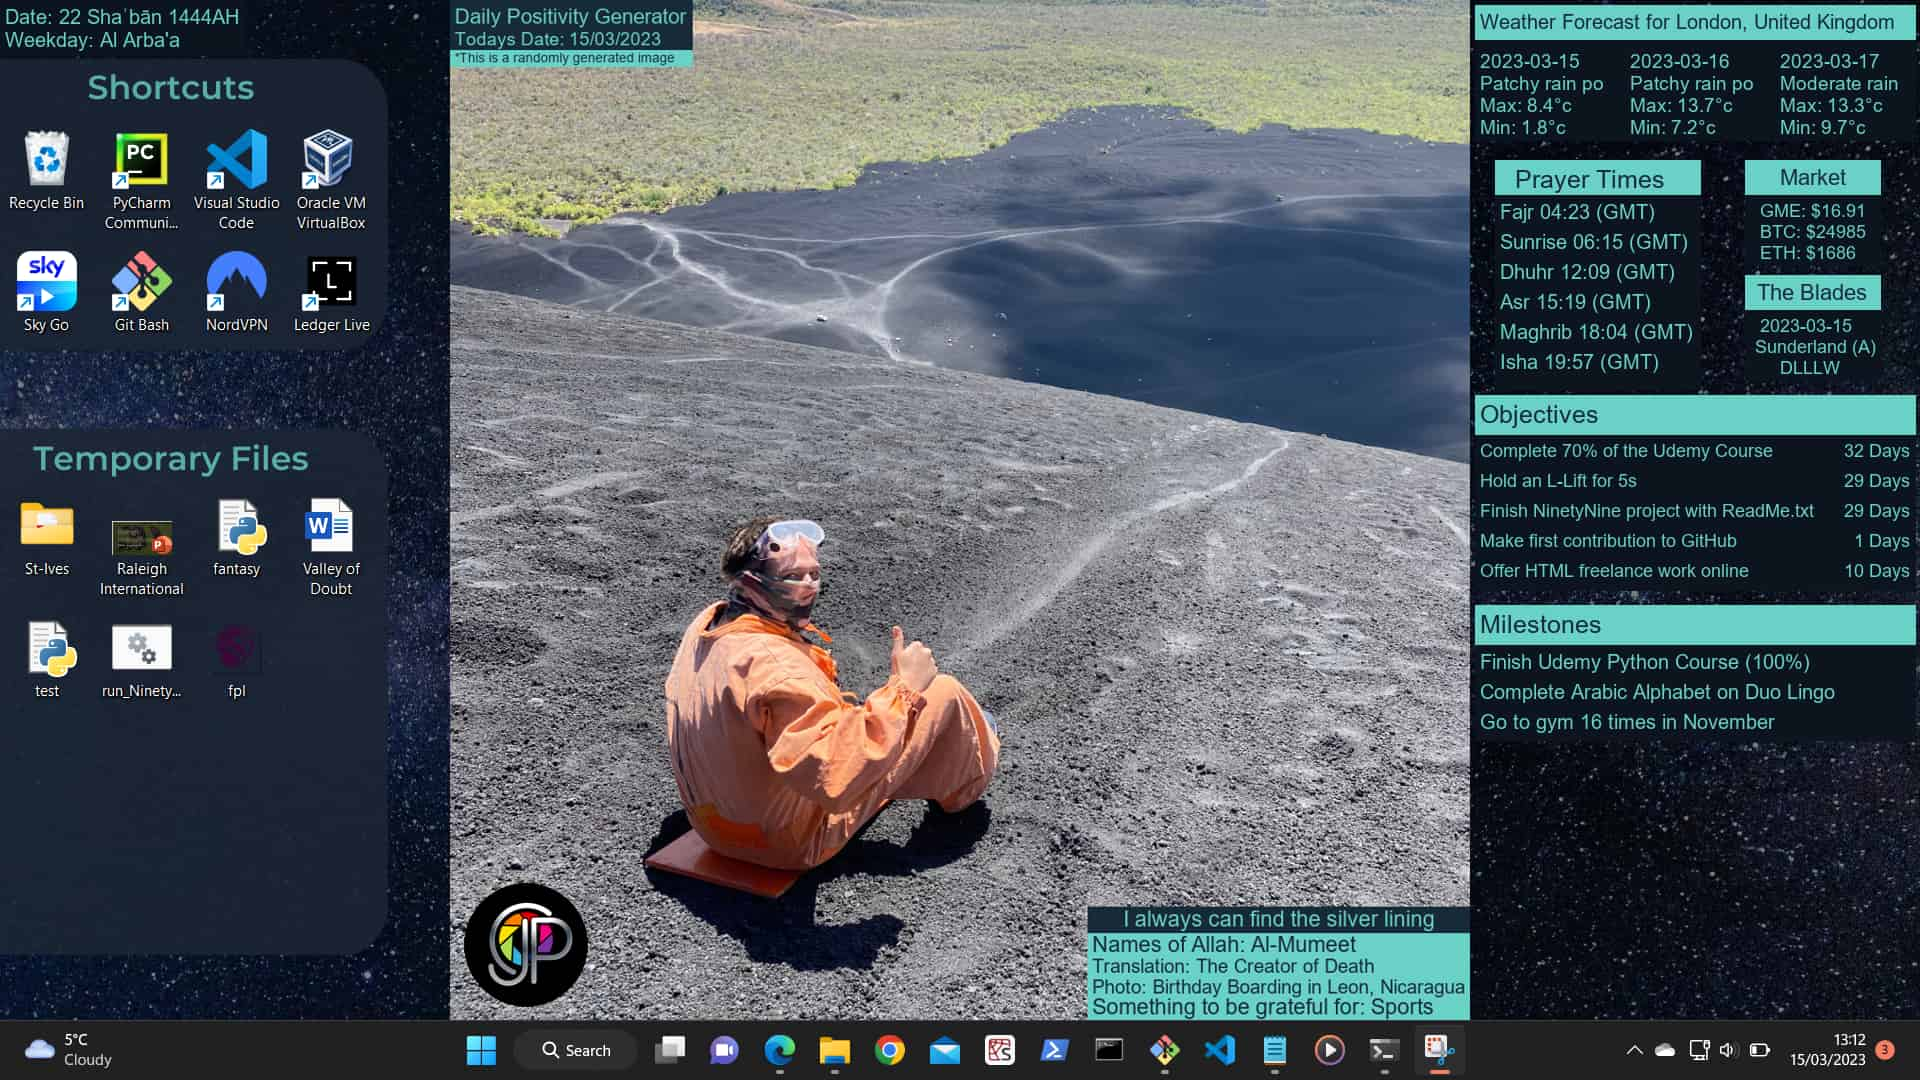 Date: 22 Shaʿbān 1444AH
Weekday: Al Arba'a
Shortcuts
Recycle Bin
PC
PyCharm
Communi...
Visual Studio
Code
Oracle VM
VirtualBox
sky
Sky Go
Git Bash
NordVPN
L
Ledger Live
Temporary Files
St-Ives
P
Raleigh
International
fantasy
W
Valley of
Doubt
test
run_Ninety...
fpl
Daily Positivity Generator
Todays Date: 15/03/2023
*This is a randomly generated image
SJP
I always can find the silver lining
Names of Allah: Al-Mumeet
Translation: The Creator of Death
Photo: Birthday Boarding in Leon, Nicaragua
Something to be grateful for: Sports
Weather Forecast for London, United Kingdom
2023-03-15 2023-03-16 2023-03-17
Patchy rain po Patchy rain po Moderate rain
Max: 8.4°c Max: 13.7°c Max: 13.3°c
Min: 1.8°c Min: 7.2°c Min: 9.7°c
Prayer Times
Fajr 04:23 (GMT)
Sunrise 06:15 (GMT)
Dhuhr 12:09 (GMT)
Asr 15:19 (GMT)
Maghrib 18:04 (GMT)
Isha 19:57 (GMT)
Market
GME: $16.91
BTC: $24985
ETH: $1686
The Blades
2023-03-15
Sunderland (A)
DLLLW
Objectives
Complete 70% of the Udemy Course 32 Days
Hold an L-Lift for 5s 29 Days
Finish NinetyNine project with ReadMe.txt 29 Days
Make first contribution to GitHub 1 Days
Offer HTML freelance work online 10 Days
Milestones
Finish Udemy Python Course (100%)
Complete Arabic Alphabet on Duo Lingo
Go to gym 16 times in November
5°C
Cloudy
Search
13:12
15/03/2023
3